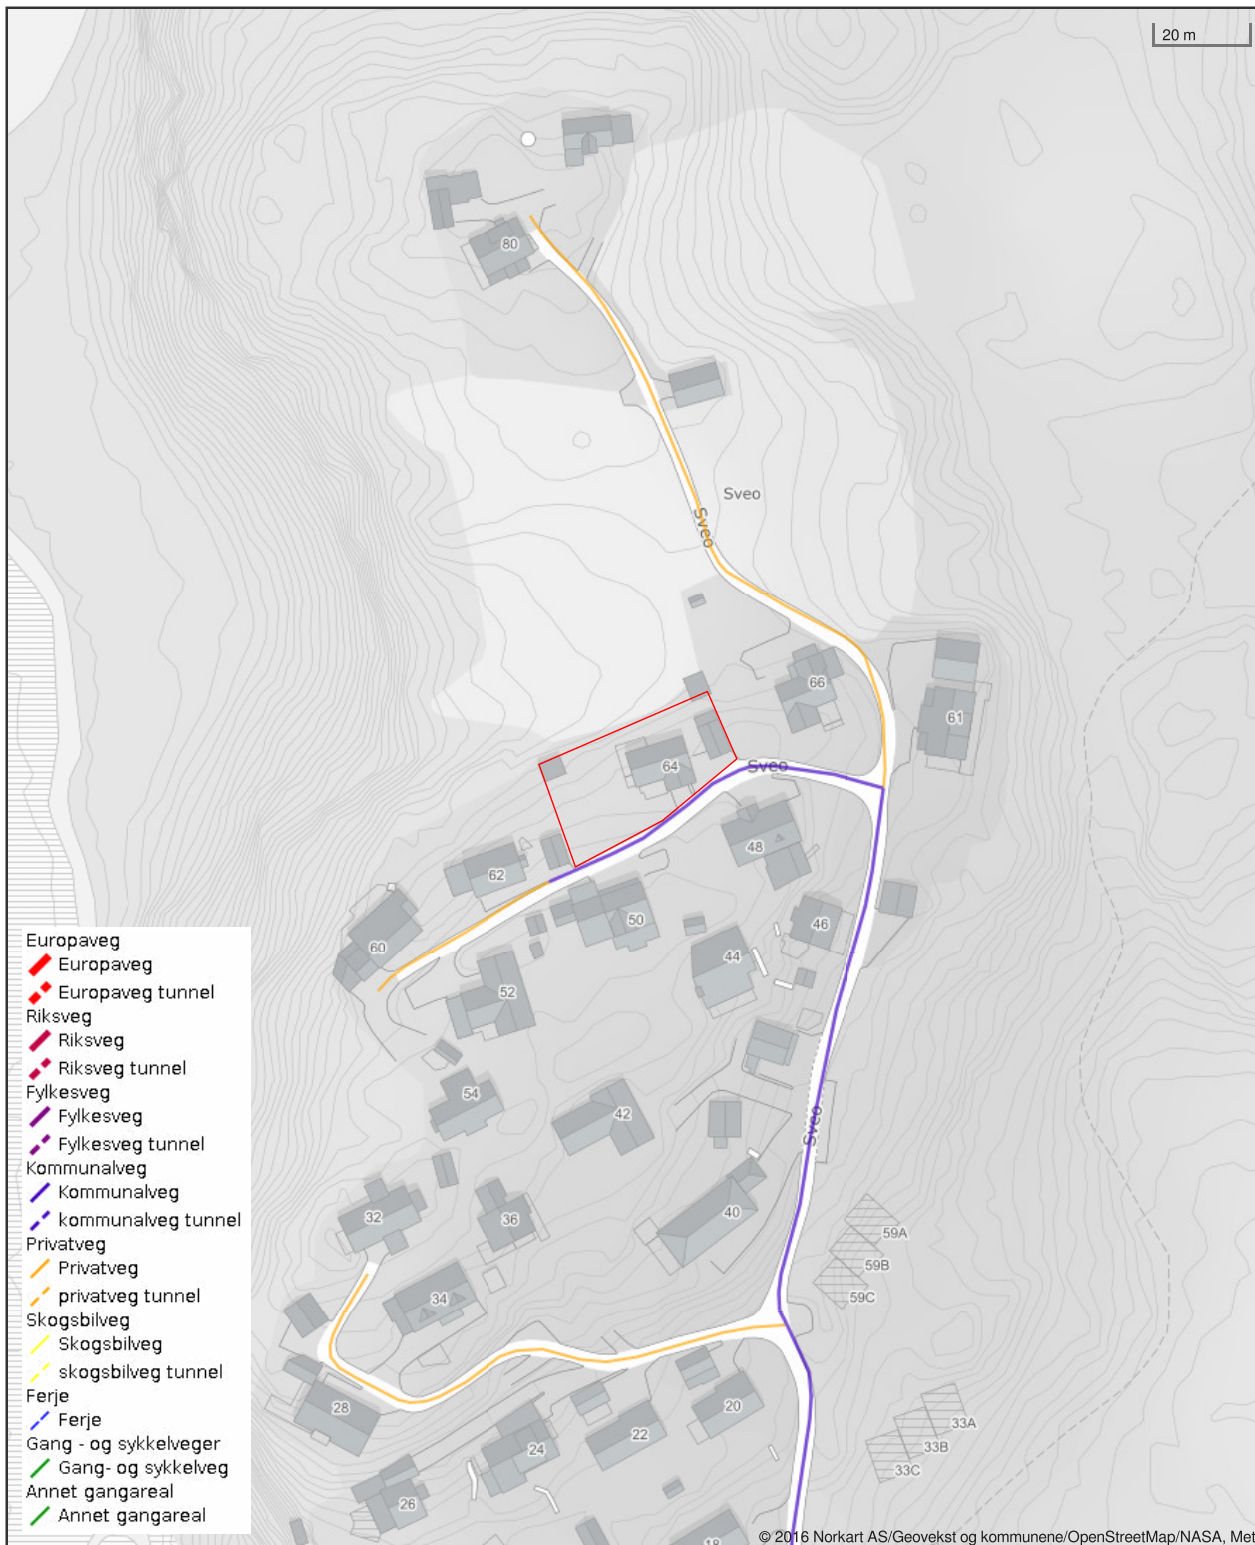 20 m
80
Sveo
Sveo
66
61
64
Sveo
48
62
50
46
60
44
52
54
42
Sveo
32
36
40
59A
59B
59C
34
28
20
22
24
33A
33B
33C
26
18
Europaveg
Europaveg
Europaveg tunnel
Riksveg
Riksveg
Riksveg tunnel
Fylkesveg
Fylkesveg
Fylkesveg tunnel
Kommunalveg
Kommunalveg
kommunalveg tunnel
Privatveg
Privatveg
privatveg tunnel
Skogsbilveg
Skogsbilveg
skogsbilveg tunnel
Ferje
Ferje
Gang - og sykkelveger
Gang- og sykkelveg
Annet gangareal
Annet gangareal
© 2016 Norkart AS/Geovekst og kommunene/OpenStreetMap/NASA, Met